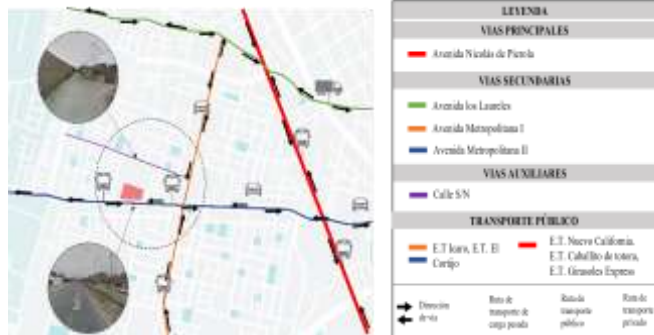 LEYENDA
VIAS PRINCIPALES
Avenida Nicolás de Pierola
VIAS SECUNDARIAS
Avenida los Laureles
Avenida Metropolitana I
Avenida Metropolitana II
VIAS AUXILIARES
Calle S/N
TRANSPORTE PÚBLICO
E.T Icaro, E.T. El
Cortijo
E.T. Nuevo California.
E.T. Caballito de totora,
E.T. Girasoles Express
Dirección
de vía
Ruta de
transporte de
carga pesada
Ruta de
transporte
público
Ruta de
transporte
privado